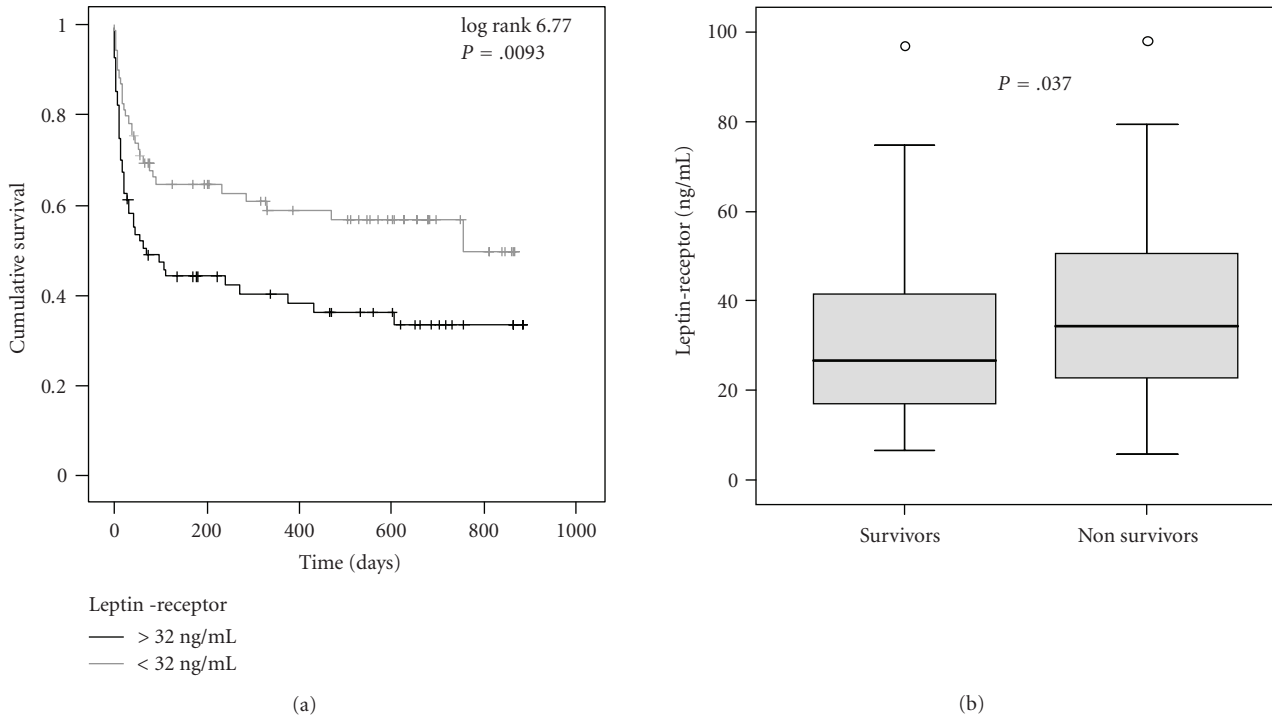 1
0.8
0.6
0.4
0.2
0
Cumulative survival
log rank 6.77
P = .0093
0 200 400 600 800 1000
Time (days)
Leptin -receptor
> 32 ng/mL
< 32 ng/mL
(a)
100
80
60
40
20
0
Leptin-receptor (ng/mL)
P = .037
Survivors Non survivors
(b)